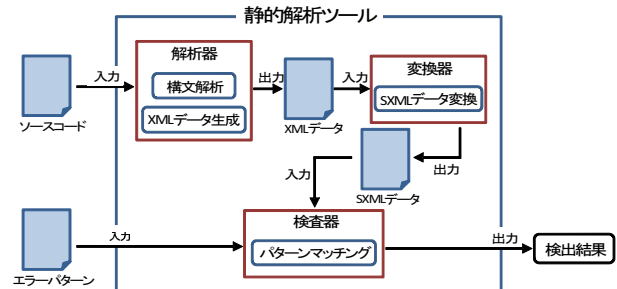 静的解析ツール
解析器
構文解析
XMLデータ生成
入力
ソースコード
出力
XMLデータ
入力
変換器
SXMLデータ変換
出力
SXMLデータ
入力
検査器
パターンマッチング
入力
エラーパターン
出力
検出結果